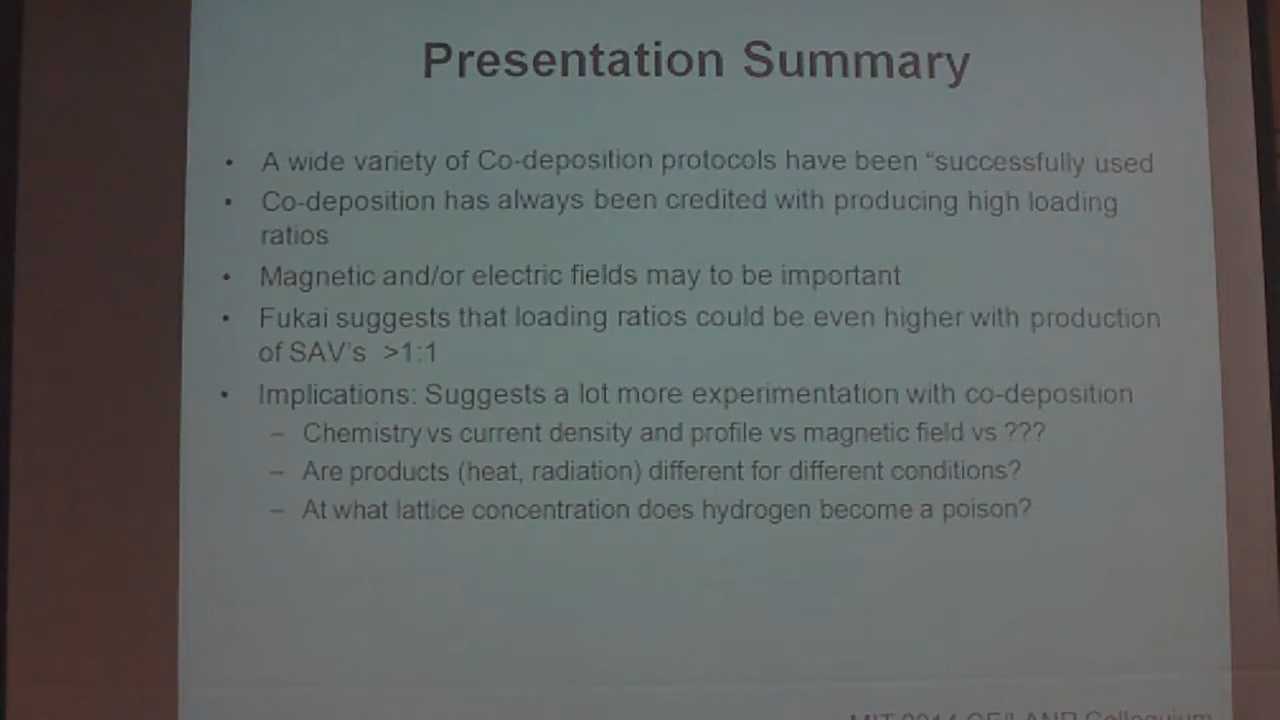 Presentation Summary
• A wide variety of Co-deposition protocols have been “successfully used
• Co-deposition has always been credited with producing high loading
ratios
• Magnetic and/or electric fields may to be important
• Fukai suggests that loading ratios could be even higher with production
of SAV's >1:1
• Implications: Suggests a lot more experimentation with co-deposition
– Chemistry vs current density and profile vs magnetic field vs ???
– Are products (heat, radiation) different for different conditions?
– At what lattice concentration does hydrogen become a poison?
MIT 2014 CF/LANR Colloquium